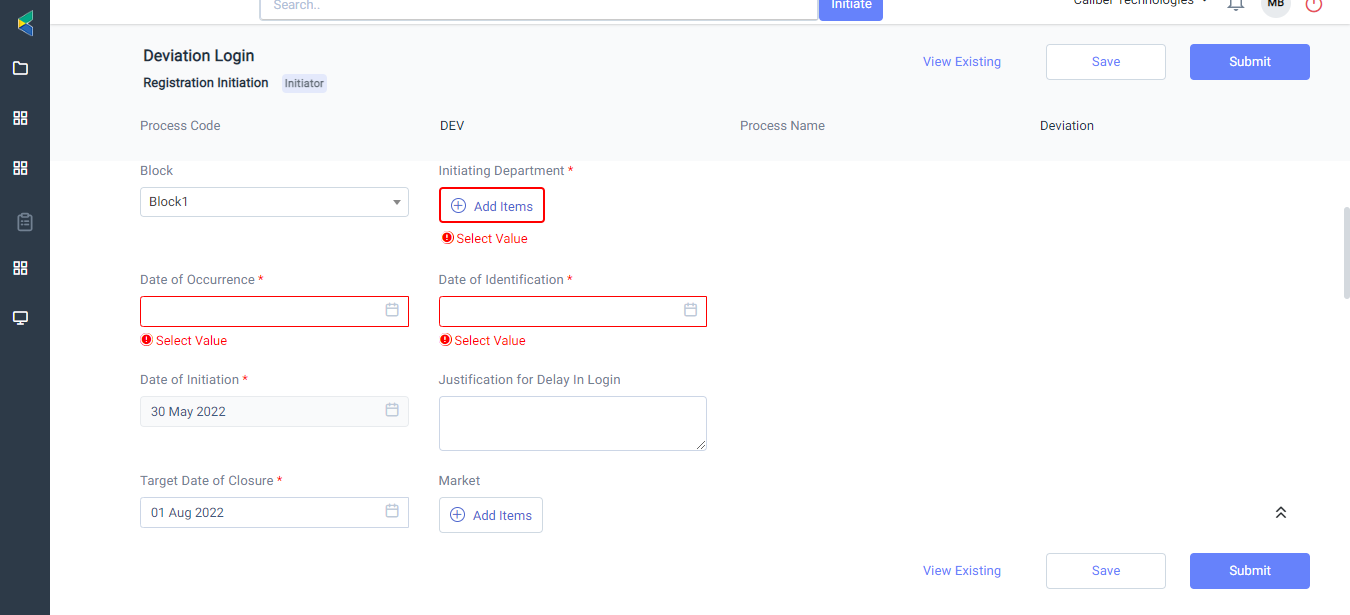 Search..
Initiate
Caliber Technologies
MB
Deviation Login
View Existing
Save
Submit
Registration Initiation
Initiator
Process Code
DEV
Process Name
Deviation
Block
Initiating Department *
Block1
Add Items
Select Value
Date of Occurrence *
Date of Identification *
Select Value
Select Value
Date of Initiation *
Justification for Delay In Login
30 May 2022
Target Date of Closure *
Market
01 Aug 2022
Add Items
View Existing
Save
Submit